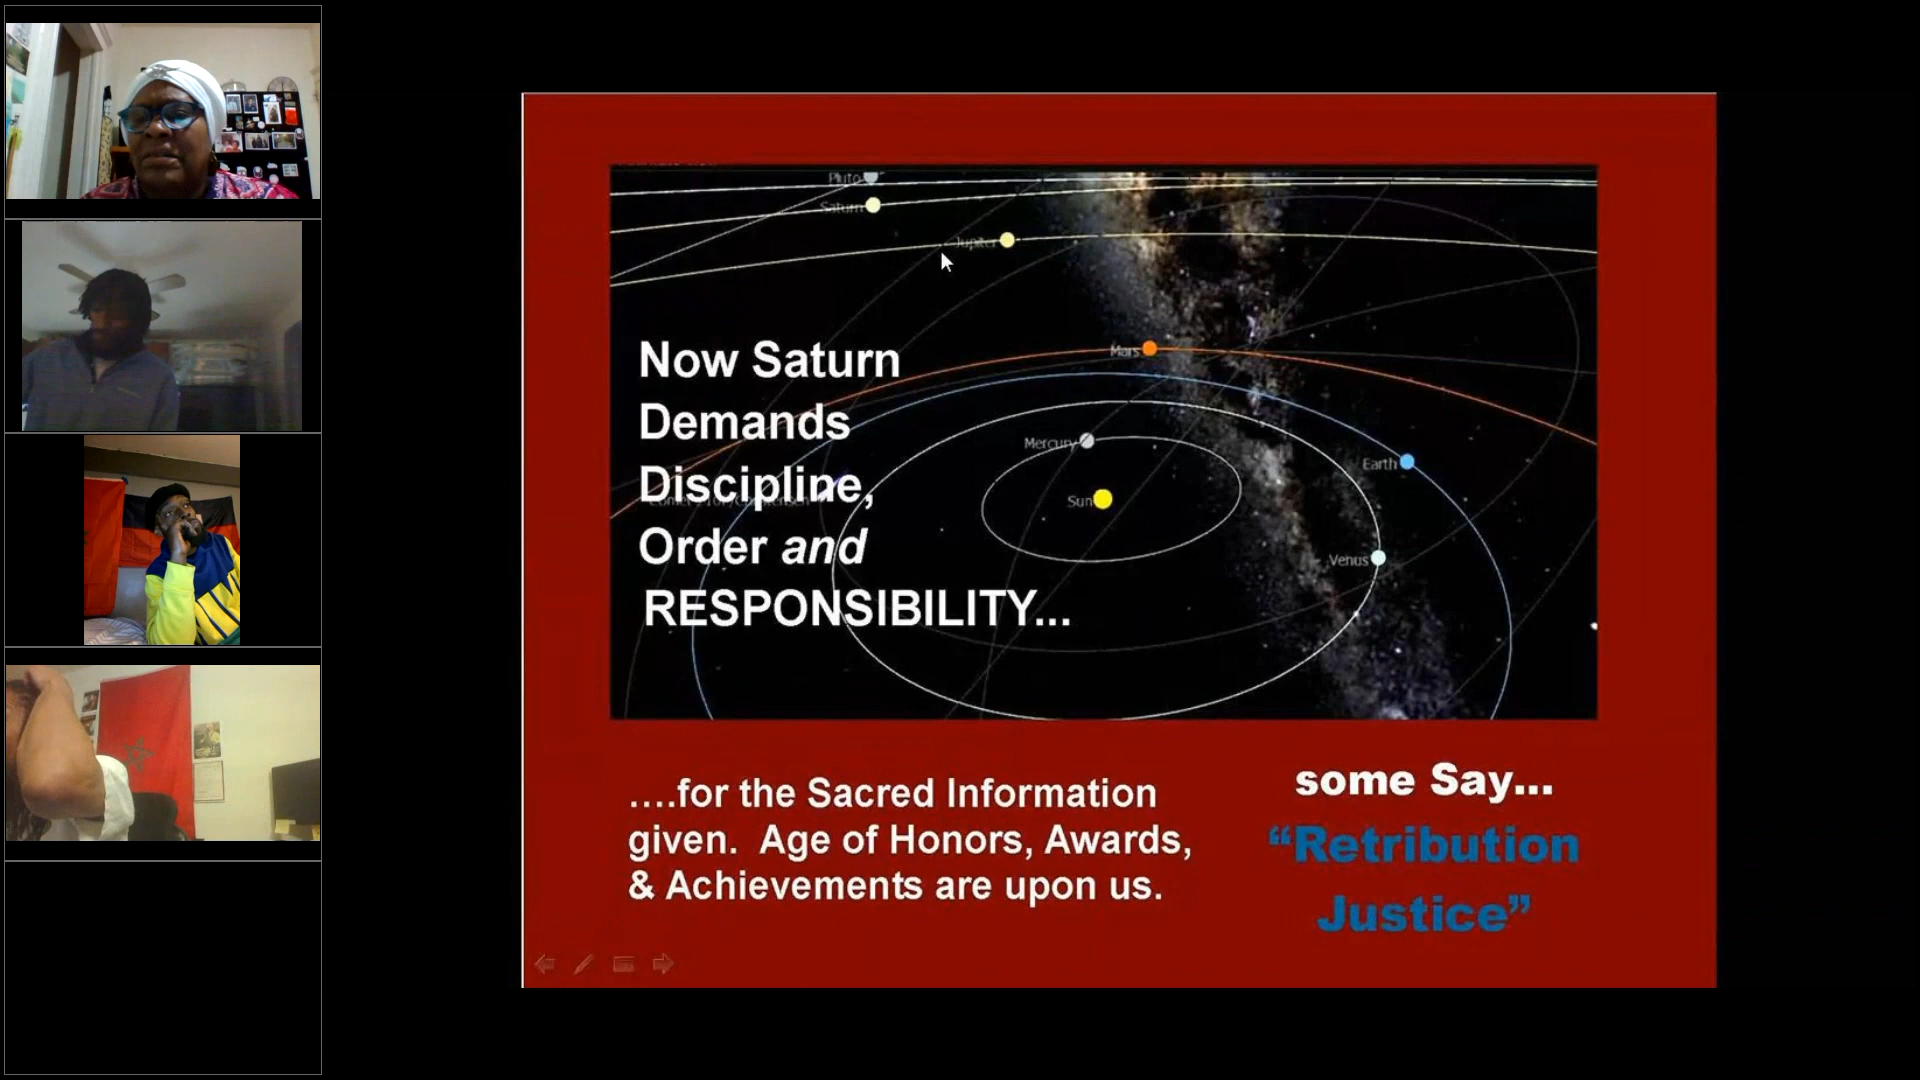 Pluto
Saturn
Jupiter
Now Saturn
Demands
Discipline,
Order and
RESPONSIBILITY...
Mars
Mercury
Earth
Sun
Venus
....for the Sacred Information
given. Age of Honors, Awards,
& Achievements are upon us.
some Say...
“Retribution
Justice”